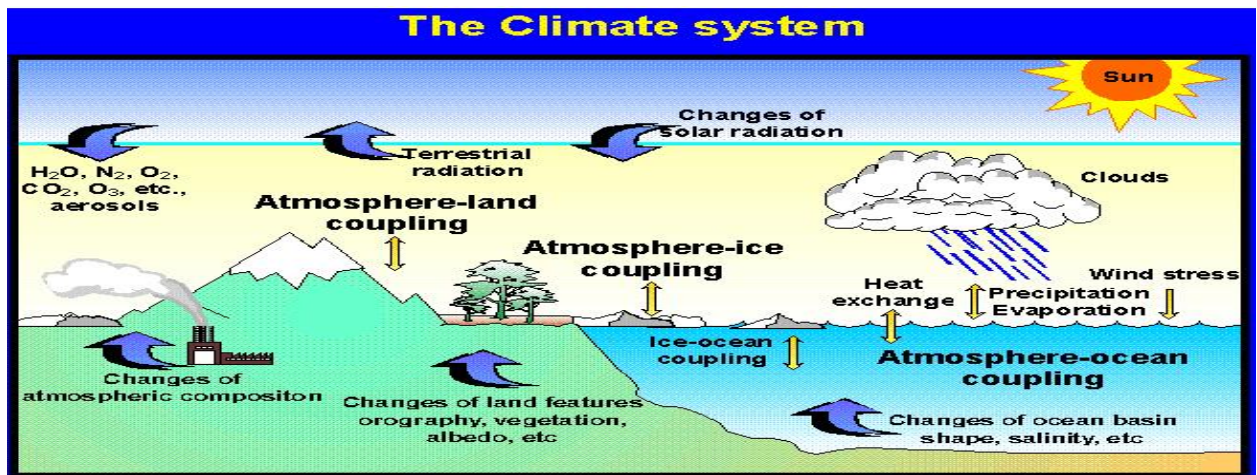 The Climate system
Sun
Changes of
solar radiation
Terrestrial
radiation
H₂O, N₂, O₂,
CO₂, O₃, etc.,
aerosols
Clouds
Atmosphere-land
coupling
Atmosphere-ice
coupling
Heat
exchange
Precipitation
Evaporation
Wind stress
Ice-ocean
coupling
Atmosphere-ocean
coupling
Changes of
atmospheric compositon
Changes of land features
orography, vegetation,
albedo, etc
Changes of ocean basin
shape, salinity, etc